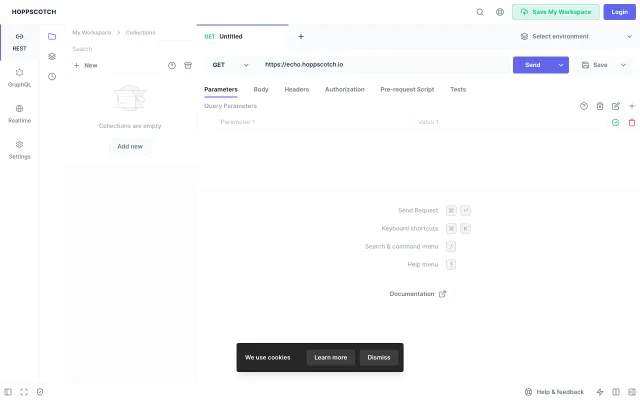 HOPPSCOTCH
Save My Workspace
Login
REST
GraphQL
Realtime
Settings
My Workspace > Collections
Search
+ New
Collections are empty
Add new
GET Untitled
+
Select environment
GET
https://echo.hoppscotch.io
Send
Save
Parameters
Body
Headers
Authorization
Pre-request Script
Tests
Query Parameters
Parameter 1
Value 1
Send Request ⌘ ↵
Keyboard shortcuts ⌘ K
Search & command menu /
Help menu ?
Documentation
We use cookies
Learn more
Dismiss
Help & feedback